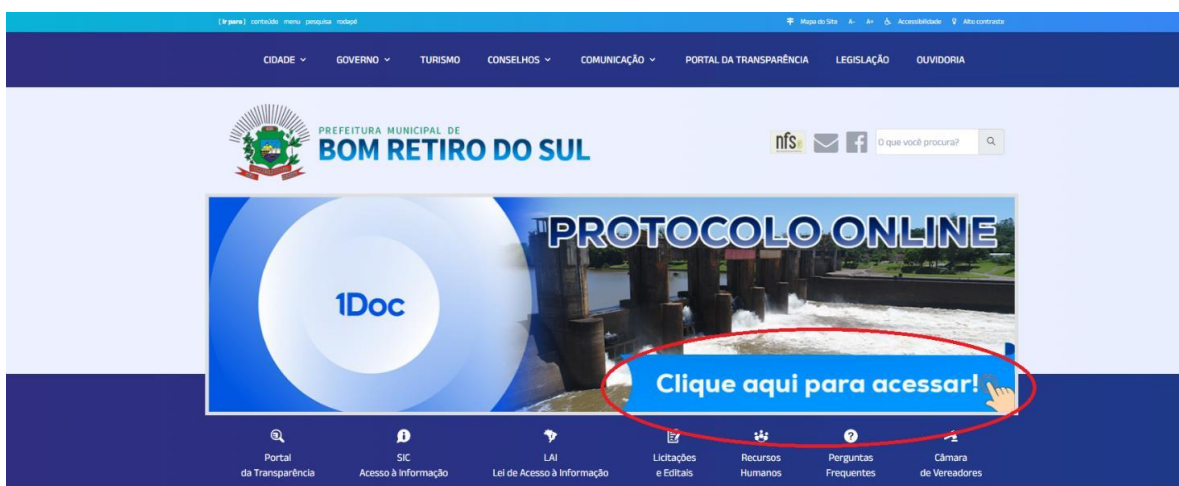 [ Ir para ] conteúdo menu pesquisa rodapé
Mapa do Site A- A+ Acessibilidade Alto contraste
CIDADE GOVERNO TURISMO CONSELHOS COMUNICAÇÃO PORTAL DA TRANSPARÊNCIA LEGISLAÇÃO OUVIDORIA
PREFEITURA MUNICIPAL DE
BOM RETIRO DO SUL
nfse
O que você procura?
PROTOCOLO ONLINE
1Doc
Clique aqui para acessar!
Portal
da Transparência
SIC
Acesso à Informação
LAI
Lei de Acesso à Informação
Licitações
e Editais
Recursos
Humanos
Perguntas
Frequentes
Câmara
de Vereadores